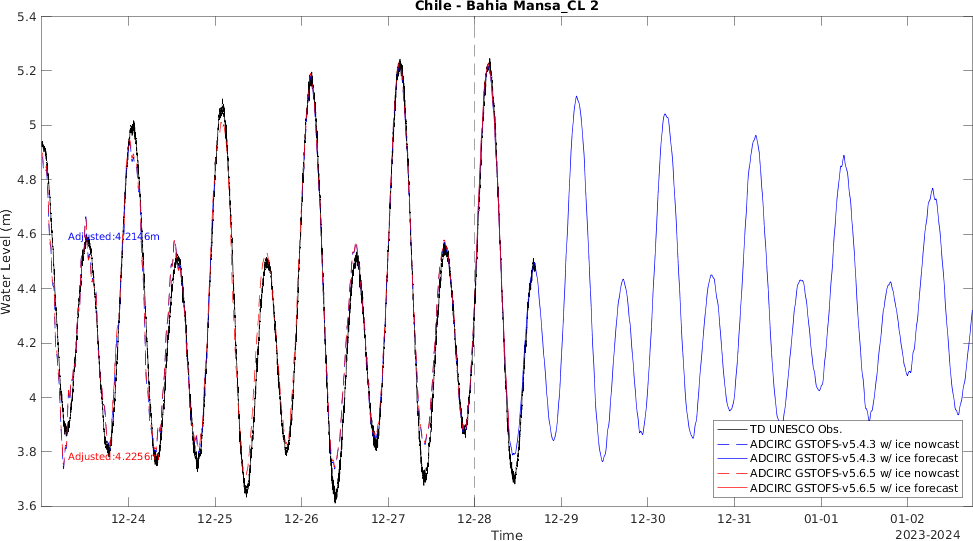 Chile - Bahia Mansa_CL 2
5.4
5.2
5
4.8
4.6
4.4
4.2
4
3.8
3.6
Water Level (m)
Adjusted:4.2146m
Adjusted:4.2256m
TD UNESCO Obs.
ADCIRC GSTOFS-v5.4.3 w/ ice nowcast
ADCIRC GSTOFS-v5.4.3 w/ ice forecast
ADCIRC GSTOFS-v5.6.5 w/ ice nowcast
ADCIRC GSTOFS-v5.6.5 w/ ice forecast
12-24 12-25 12-26 12-27 12-28 12-29 12-30 12-31 01-01 01-02
Time
2023-2024